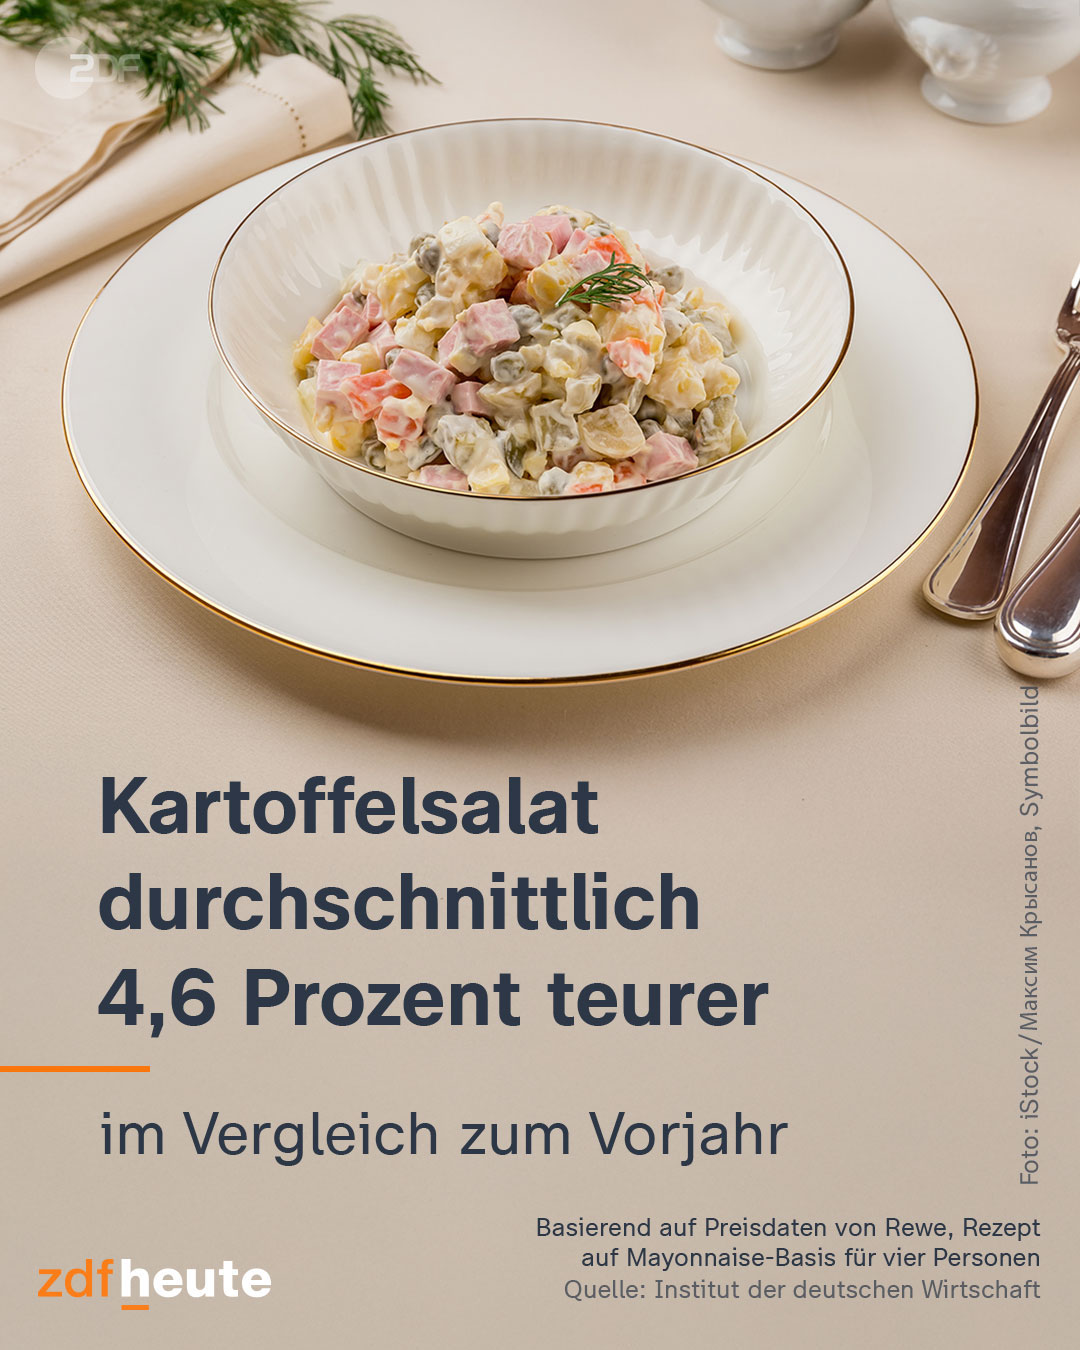 ZDF
Kartoffelsalat
durchschnittlich
4,6 Prozent teurer
im Vergleich zum Vorjahr
Foto: iStock/Максим Крысанов, Symbolbild
Basierend auf Preisdaten von Rewe, Rezept
auf Mayonnaise-Basis für vier Personen
Quelle: Institut der deutschen Wirtschaft
zdfheute